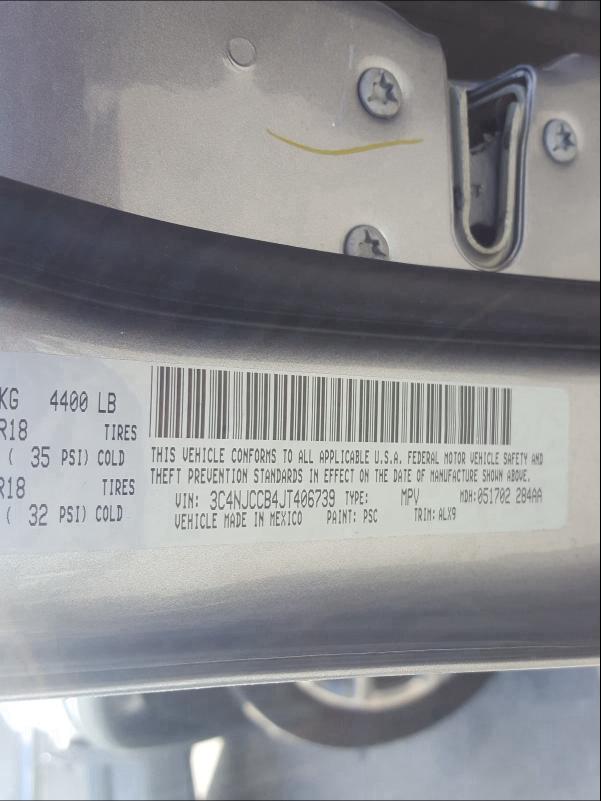 KG 4400 LB
R18 TIRES
( 35 PSI) COLD
R18 TIRES
( 32 PSI) COLD
THIS VEHICLE CONFORMS TO ALL APPLICABLE U.S.A. FEDERAL MOTOR VEHICLE SAFETY AND
THEFT PREVENTION STANDARDS IN EFFECT ON THE DATE OF MANUFACTURE SHOWN ABOVE.
VIN: 3C4NJCCB4JT406739 TYPE: MPV MDH:051702 284AA
VEHICLE MADE IN MEXICO PAINT: PSC TRIM: ALX9